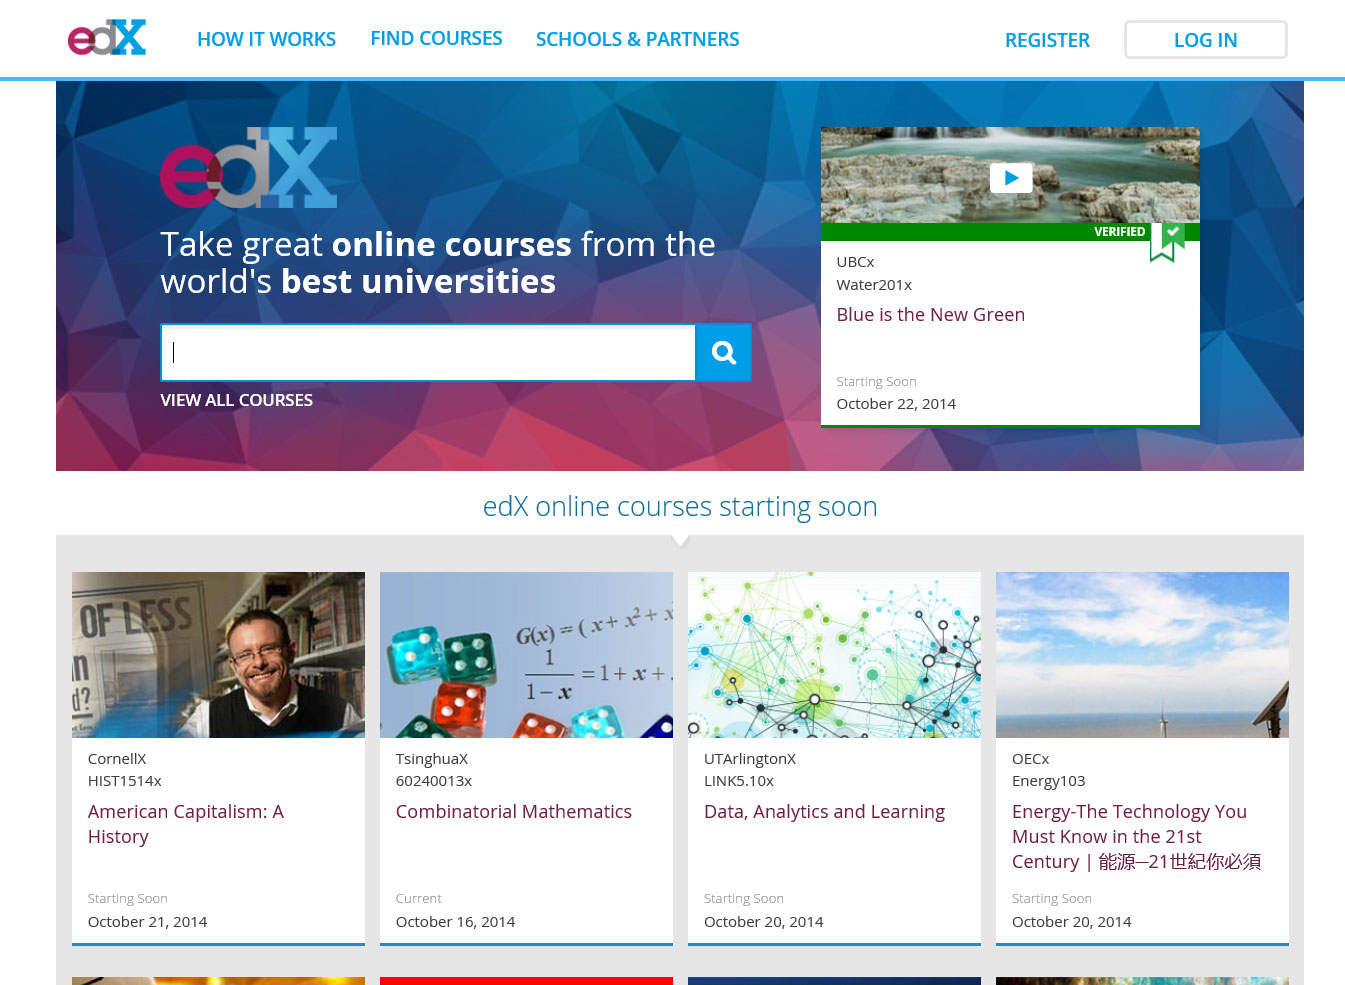 edX
HOW IT WORKS
FIND COURSES
SCHOOLS & PARTNERS
REGISTER
LOG IN
edX
Take great online courses from the
world's best universities
VIEW ALL COURSES
VERIFIED
UBCx
Water201x
Blue is the New Green
Starting Soon
October 22, 2014
edX online courses starting soon
OF LESS
d?
CornellX
HIST1514x
American Capitalism: A
History
Starting Soon
October 21, 2014
G(x) = (x + x² + x
1
1 - x
= 1 + x + .
TsinghuaX
60240013x
Combinatorial Mathematics
Current
October 16, 2014
UTArlingtonX
LINK5.10x
Data, Analytics and Learning
Starting Soon
October 20, 2014
OECx
Energy103
Energy-The Technology You
Must Know in the 21st
Century | 能源─21世紀你必須
Starting Soon
October 20, 2014